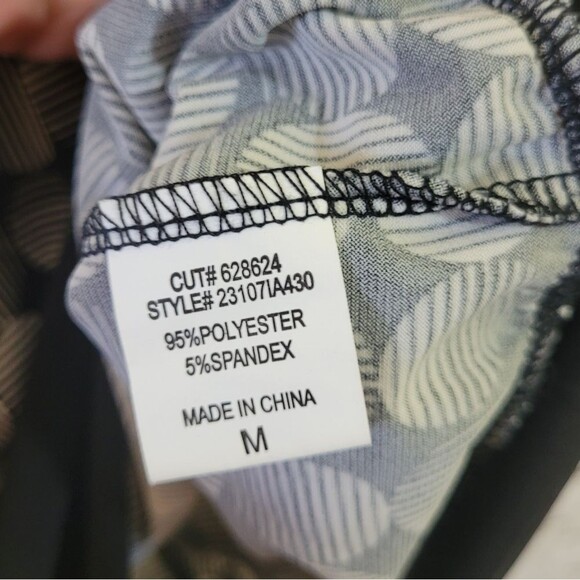 CUT# 628624
STYLE# 23107IA430
95%POLYESTER
5%SPANDEX
MADE IN CHINA
M